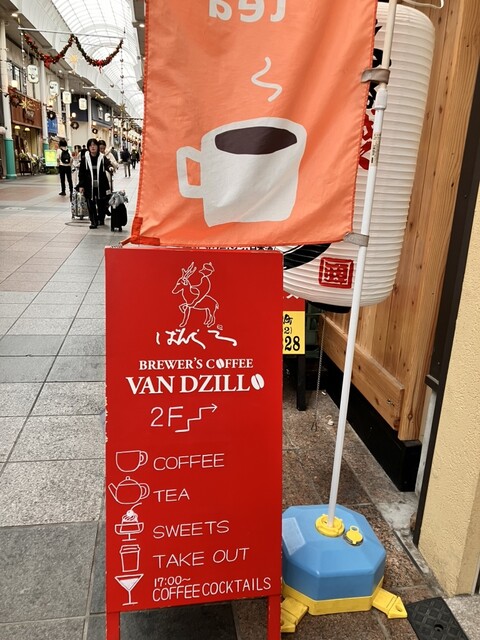 tea
ばんぢろ
BREWER'S COFFEE
VAN DZILLO
2F
COFFEE
TEA
SWEETS
TAKE OUT
17:00~
COFFEE COCKTAILS
28